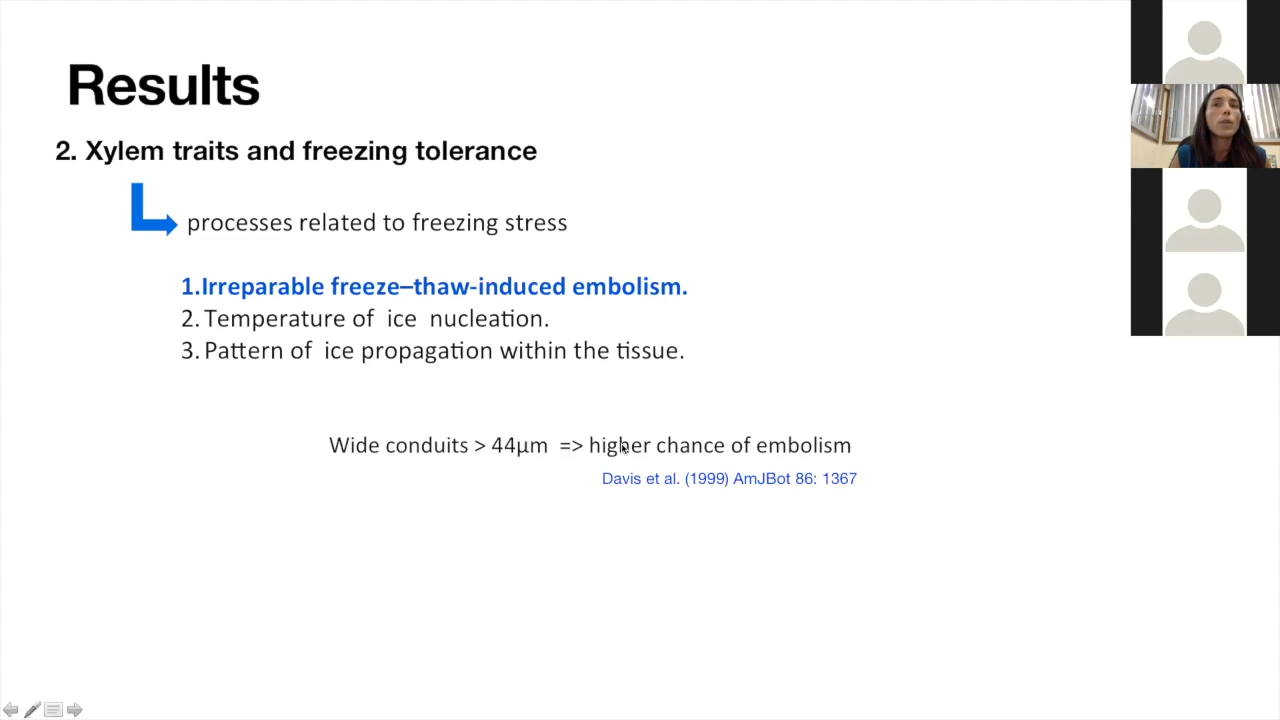 Results
2. Xylem traits and freezing tolerance
processes related to freezing stress
1.Irreparable freeze–thaw-induced embolism.
2. Temperature of ice nucleation.
3. Pattern of ice propagation within the tissue.
Wide conduits > 44µm => higher chance of embolism
Davis et al. (1999) AmJBot 86: 1367